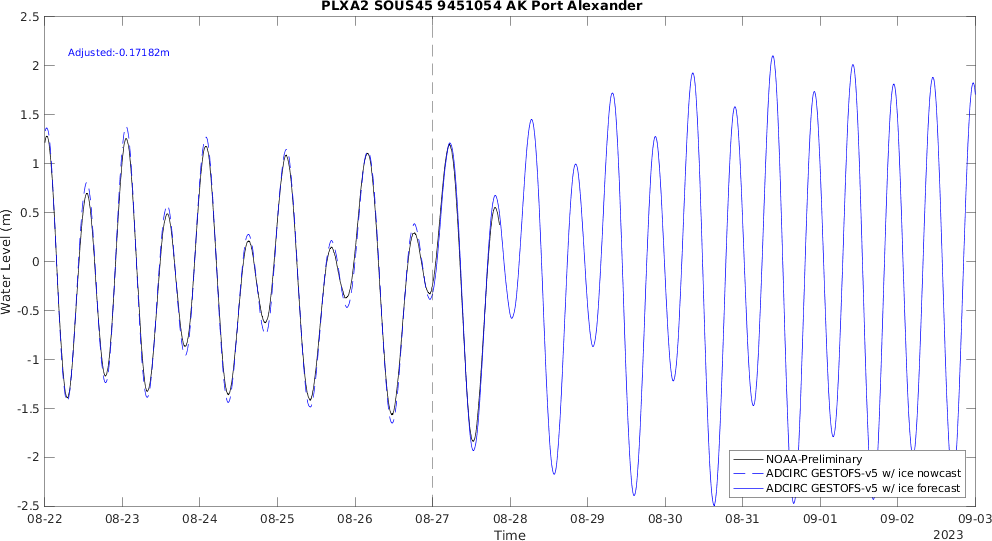 PLXA2 SOUS45 9451054 AK Port Alexander
Adjusted:-0.17182m
Water Level (m)
2.5
2
1.5
1
0.5
0
-0.5
-1
-1.5
-2
-2.5
NOAA-Preliminary
ADCIRC GESTOFS-v5 w/ ice nowcast
ADCIRC GESTOFS-v5 w/ ice forecast
08-22 08-23 08-24 08-25 08-26 08-27 08-28 08-29 08-30 08-31 09-01 09-02 09-03
Time
2023